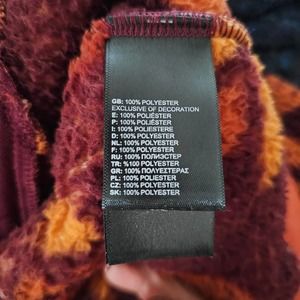 GB: 100% POLYESTER
EXCLUSIVE OF DECORATION
E: 100% POLIÉSTER
P: 100% POLIÉSTER
I: 100% POLIESTERE
D: 100% POLYESTER
NL: 100% POLYESTER
F: 100% POLYESTER
RU: 100% ПОЛИЭСТЕР
TR: %100 POLYESTER
GR: 100% ΠΟΛΥΕΣΤΕΡΑΣ
PL: 100% POLIESTER
CZ: 100% POLYESTER
SK: 100% POLYESTER